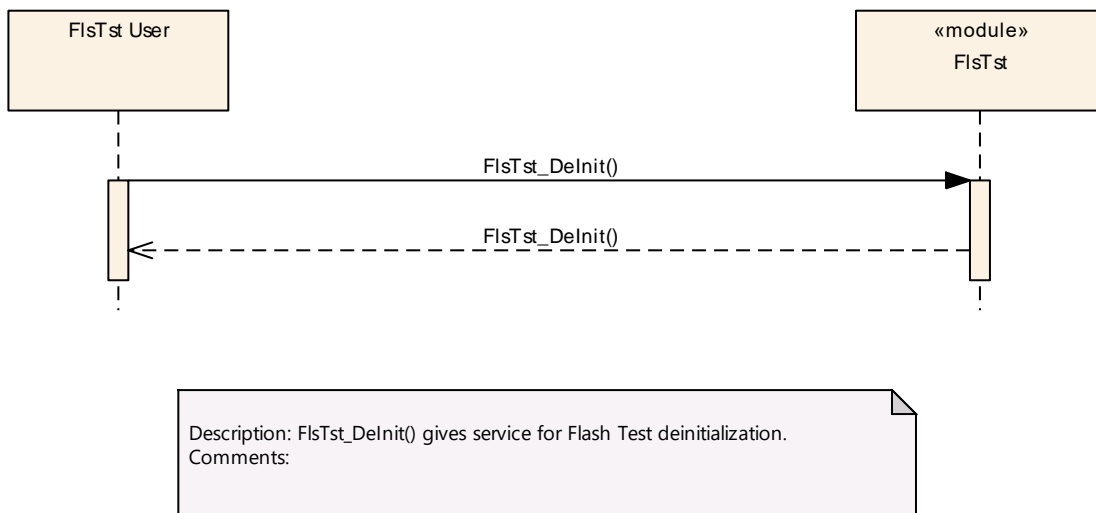 FlsTst User
«module»
FlsTst
FlsTst_DeInit()
FlsTst_DeInit()
Description: FlsTst_DeInit() gives service for Flash Test deinitialization.
Comments: